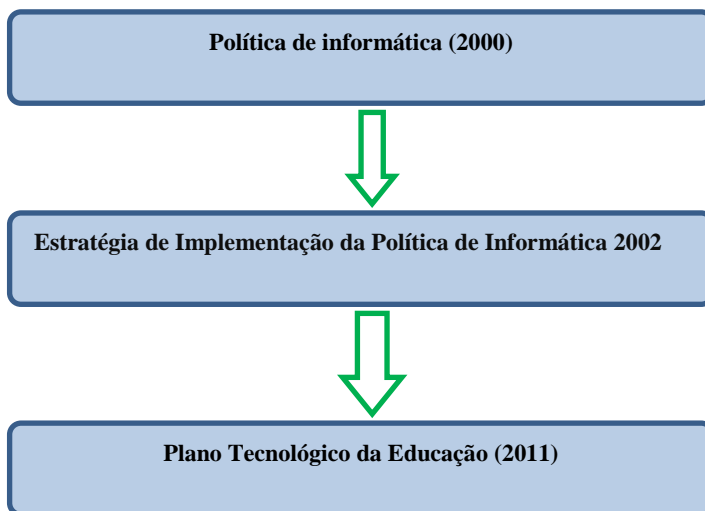 Política de informática (2000)
Estratégia de Implementação da Política de Informática 2002
Plano Tecnológico da Educação (2011)